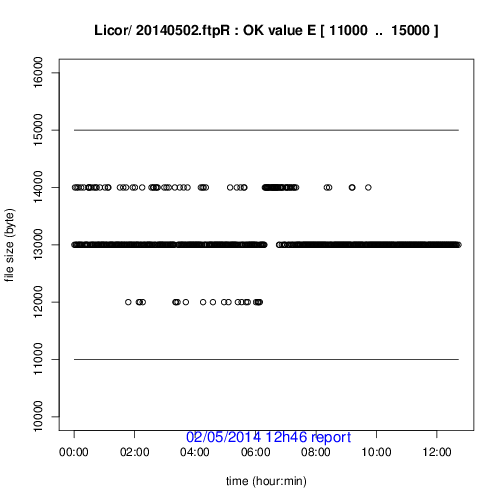 Licor/ 20140502.ftpR : OK value E [ 11000 .. 15000 ]
file size (byte)
16000
15000
14000
13000
12000
11000
10000
02/05/2014 12h46 report
00:00 02:00 04:00 06:00 08:00 10:00 12:00
time (hour:min)